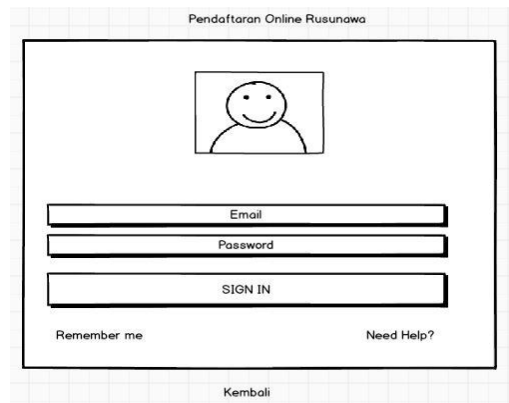 Pendaftaran Online Rusunawa
Email
Password
SIGN IN
Remember me Need Help?
Kembali